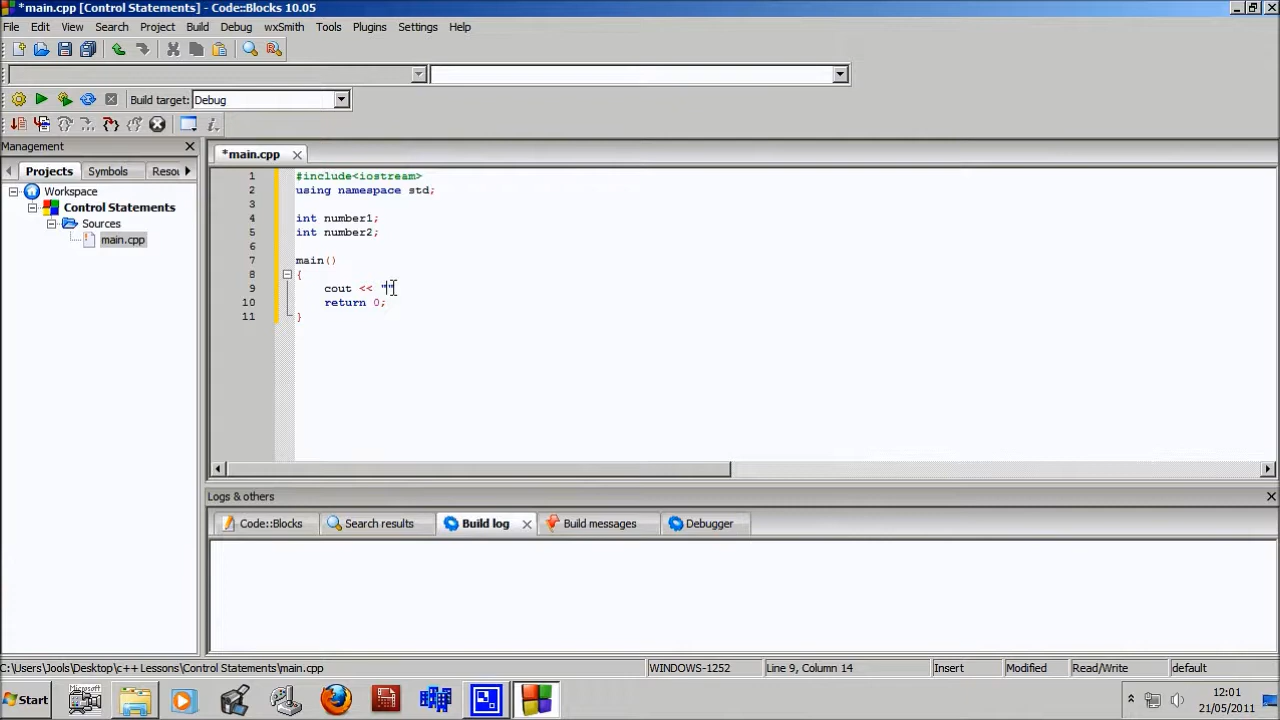 *main.cpp [Control Statements] - Code::Blocks 10.05
File Edit View Search Project Build Debug wxSmith Tools Plugins Settings Help
Build target: Debug
Management
Projects Symbols Resou
Workspace
Control Statements
Sources
main.cpp
*main.cpp
1 #include<iostream>
2 using namespace std;
3
4 int number1;
5 int number2;
6
7 main()
8 {
9 cout << ""
10 return 0;
11 }
Logs & others
Code::Blocks Search results Build log Build messages Debugger
C:\Users\Jools\Desktop\c++ Lessons\Control Statements\main.cpp WINDOWS-1252 Line 9, Column 14 Insert Modified Read/Write default
Start 12:01
21/05/2011